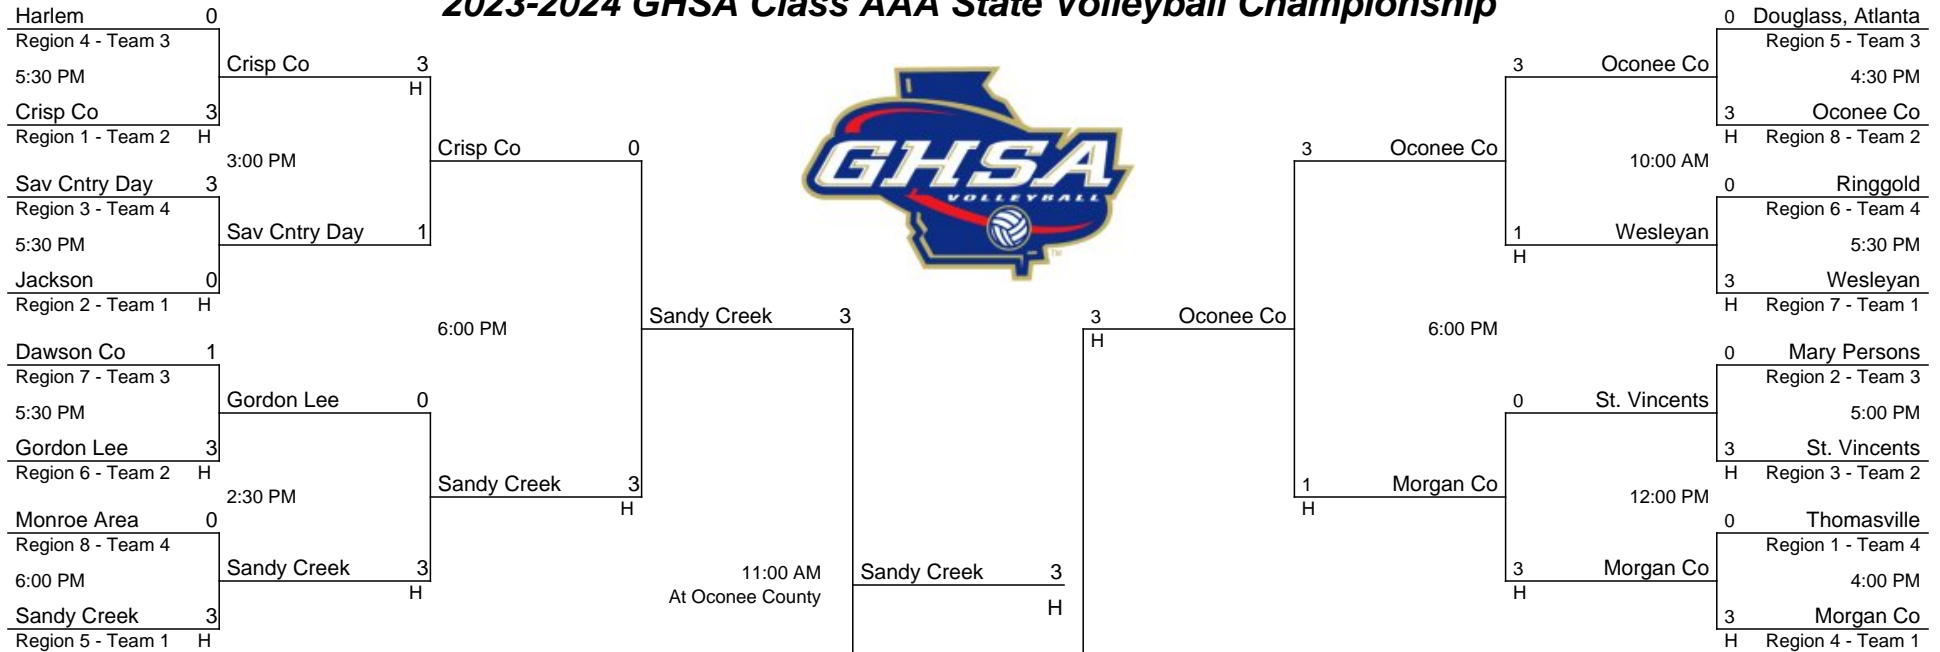 2023-2024 GHSA Class AAA State Volleyball Championship
Harlem 0
Region 4 - Team 3
5:30 PM
Crisp Co 3
Region 1 - Team 2 H
Sav Cntry Day 3
Region 3 - Team 4
5:30 PM
Jackson 0
Region 2 - Team 1 H
Dawson Co 1
Region 7 - Team 3
5:30 PM
Gordon Lee 3
Region 6 - Team 2 H
Monroe Area 0
Region 8 - Team 4
6:00 PM
Sandy Creek 3
Region 5 - Team 1 H
Crisp Co 3
H
3:00 PM
Sav Cntry Day 1
Gordon Lee 0
2:30 PM
Sandy Creek 3
H
Crisp Co 0
6:00 PM
Sandy Creek 3
H
Sandy Creek 3
11:00 AM
At Oconee County
Sandy Creek 3
H
GHSA
VOLLEYBALL
TM
3 Oconee Co
H
3 Oconee Co
6:00 PM
1 Morgan Co
H
3 Oconee Co
10:00 AM
1 Wesleyan
H
0 St. Vincents
12:00 PM
3 Morgan Co
H
0 Douglass, Atlanta
Region 5 - Team 3
4:30 PM
3 Oconee Co
H Region 8 - Team 2
0 Ringgold
Region 6 - Team 4
5:30 PM
3 Wesleyan
H Region 7 - Team 1
0 Mary Persons
Region 2 - Team 3
5:00 PM
3 St. Vincents
H Region 3 - Team 2
0 Thomasville
Region 1 - Team 4
4:00 PM
3 Morgan Co
H Region 4 - Team 1